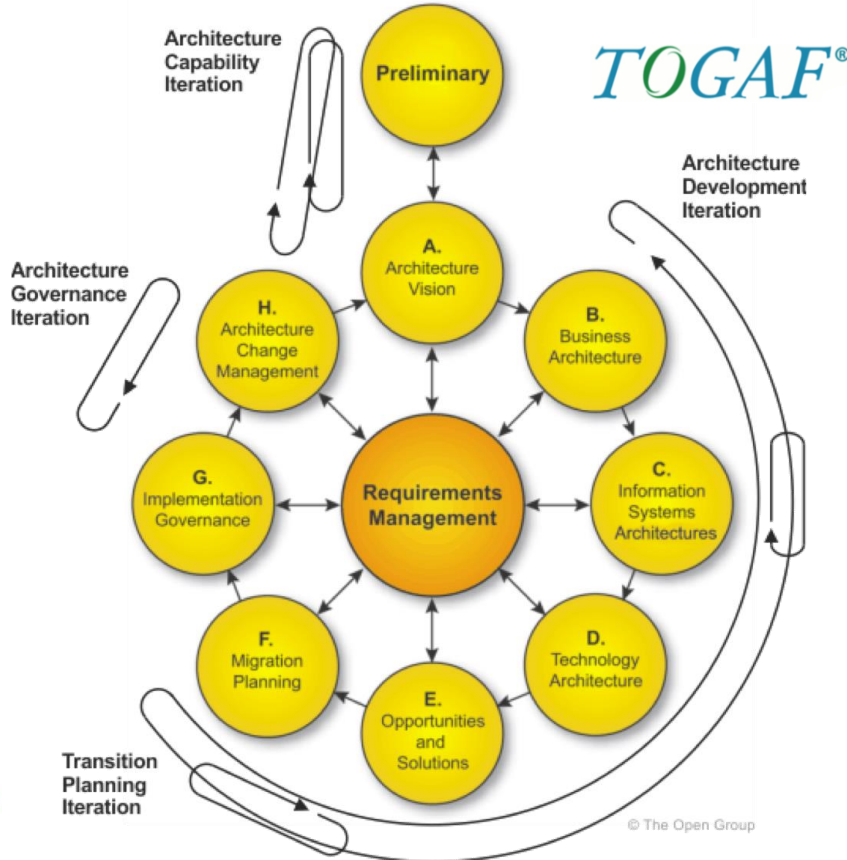 Architecture
Capability
Iteration
Preliminary
TOGAF®
Architecture
Development
Iteration
A.
Architecture
Vision
Architecture
Governance
Iteration
H.
Architecture
Change
Management
B.
Business
Architecture
G.
Implementation
Governance
Requirements
Management
C.
Information
Systems
Architectures
F.
Migration
Planning
D.
Technology
Architecture
E.
Opportunities
and
Solutions
Transition
Planning
Iteration
© The Open Group